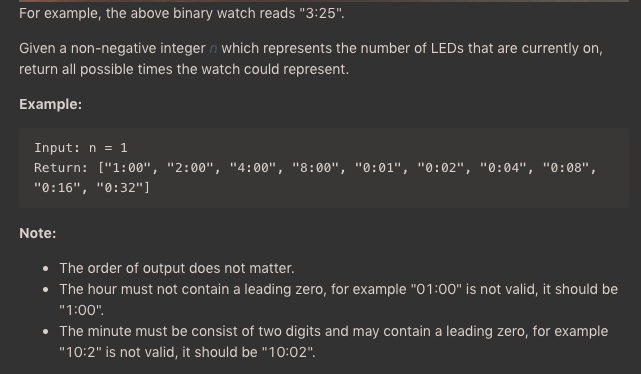 For example, the above binary watch reads "3:25".
Given a non-negative integer n which represents the number of LEDs that are currently on,
return all possible times the watch could represent.
Example:
Input: n = 1
Return: ["1:00", "2:00", "4:00", "8:00", "0:01", "0:02", "0:04", "0:08",
"0:16", "0:32"]
Note:
• The order of output does not matter.
• The hour must not contain a leading zero, for example "01:00" is not valid, it should be
"1:00".
• The minute must be consist of two digits and may contain a leading zero, for example
"10:2" is not valid, it should be "10:02".